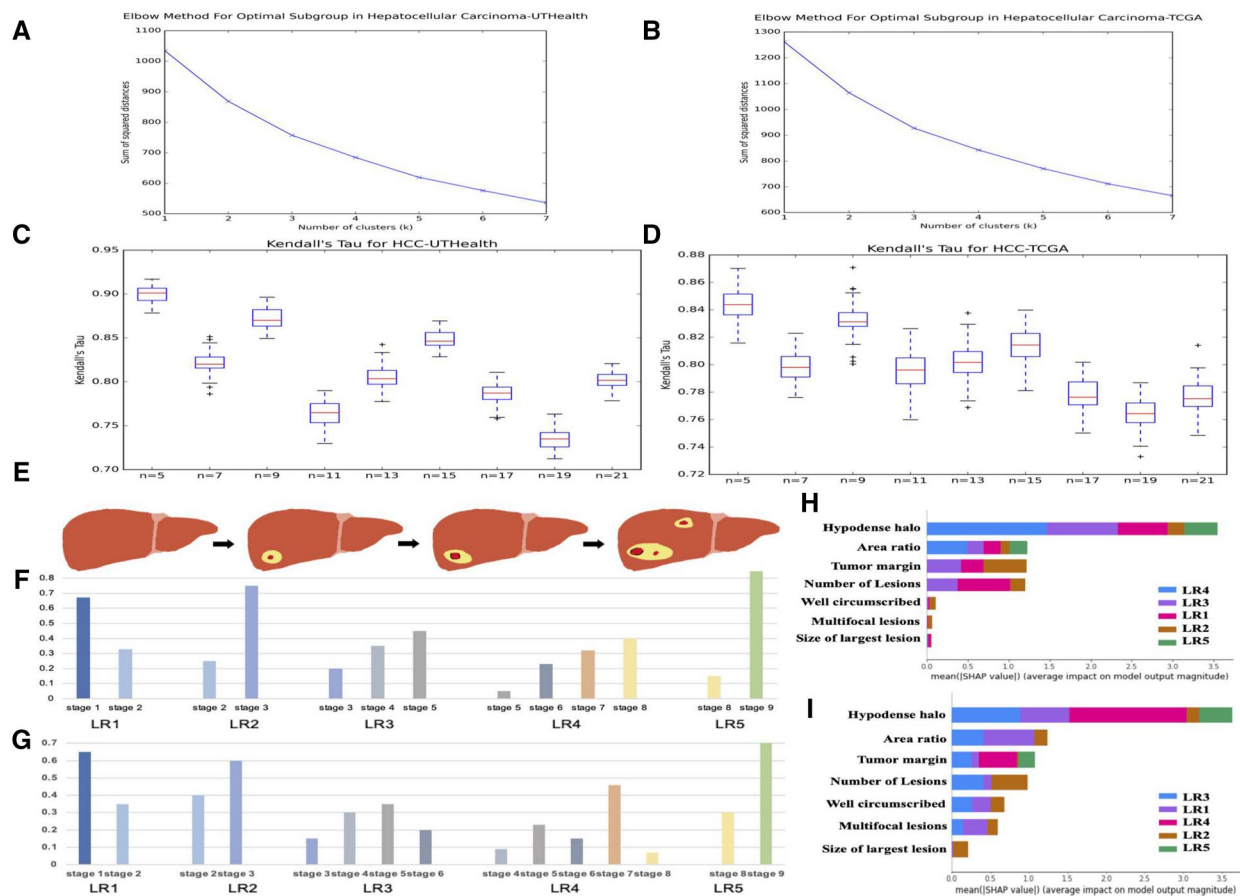 A
Elbow Method For Optimal Subgroup in Hepatocellular Carcinoma-UTHealth
1100
1000
900
800
700
600
500
Sum of squared distances
1 2 3 4 5 6 7
Number of clusters (k)
B
Elbow Method For Optimal Subgroup in Hepatocellular Carcinoma-TCGA
1300
1200
1100
1000
900
800
700
600
Sum of squared distances
1 2 3 4 5 6 7
Number of clusters (k)
C
Kendall's Tau for HCC-UTHealth
0.95
0.90
0.85
0.80
0.75
0.70
Kendall's Tau
n=5 n=7 n=9 n=11 n=13 n=15 n=17 n=19 n=21
D
Kendall's Tau for HCC-TCGA
0.88
0.86
0.84
0.82
0.80
0.78
0.76
0.74
0.72
Kendall's Tau
n=5 n=7 n=9 n=11 n=13 n=15 n=17 n=19 n=21
E
F
0.8
0.7
0.6
0.5
0.4
0.3
0.2
0.1
0
stage 1 stage 2 stage 2 stage 3 stage 3 stage 4 stage 5 stage 5 stage 6 stage 7 stage 8 stage 8 stage 9
LR1 LR2 LR3 LR4 LR5
G
0.7
0.6
0.5
0.4
0.3
0.2
0.1
0
stage 1 stage 2 stage 2 stage 3 stage 3 stage 4 stage 5 stage 6 stage 4 stage 5 stage 6 stage 7 stage 8 stage 8 stage 9
LR1 LR2 LR3 LR4 LR5
H
Hypodense halo
Area ratio
Tumor margin
Number of Lesions
Well circumscribed
Multifocal lesions
Size of largest lesion
LR4
LR3
LR1
LR2
LR5
0.0 0.5 1.0 1.5 2.0 2.5 3.0 3.5
mean(|SHAP value|) (average impact on model output magnitude)
I
Hypodense halo
Area ratio
Tumor margin
Number of Lesions
Well circumscribed
Multifocal lesions
Size of largest lesion
LR3
LR1
LR4
LR2
LR5
0.0 0.5 1.0 1.5 2.0 2.5 3.0 3.5
mean(|SHAP value|) (average impact on model output magnitude)